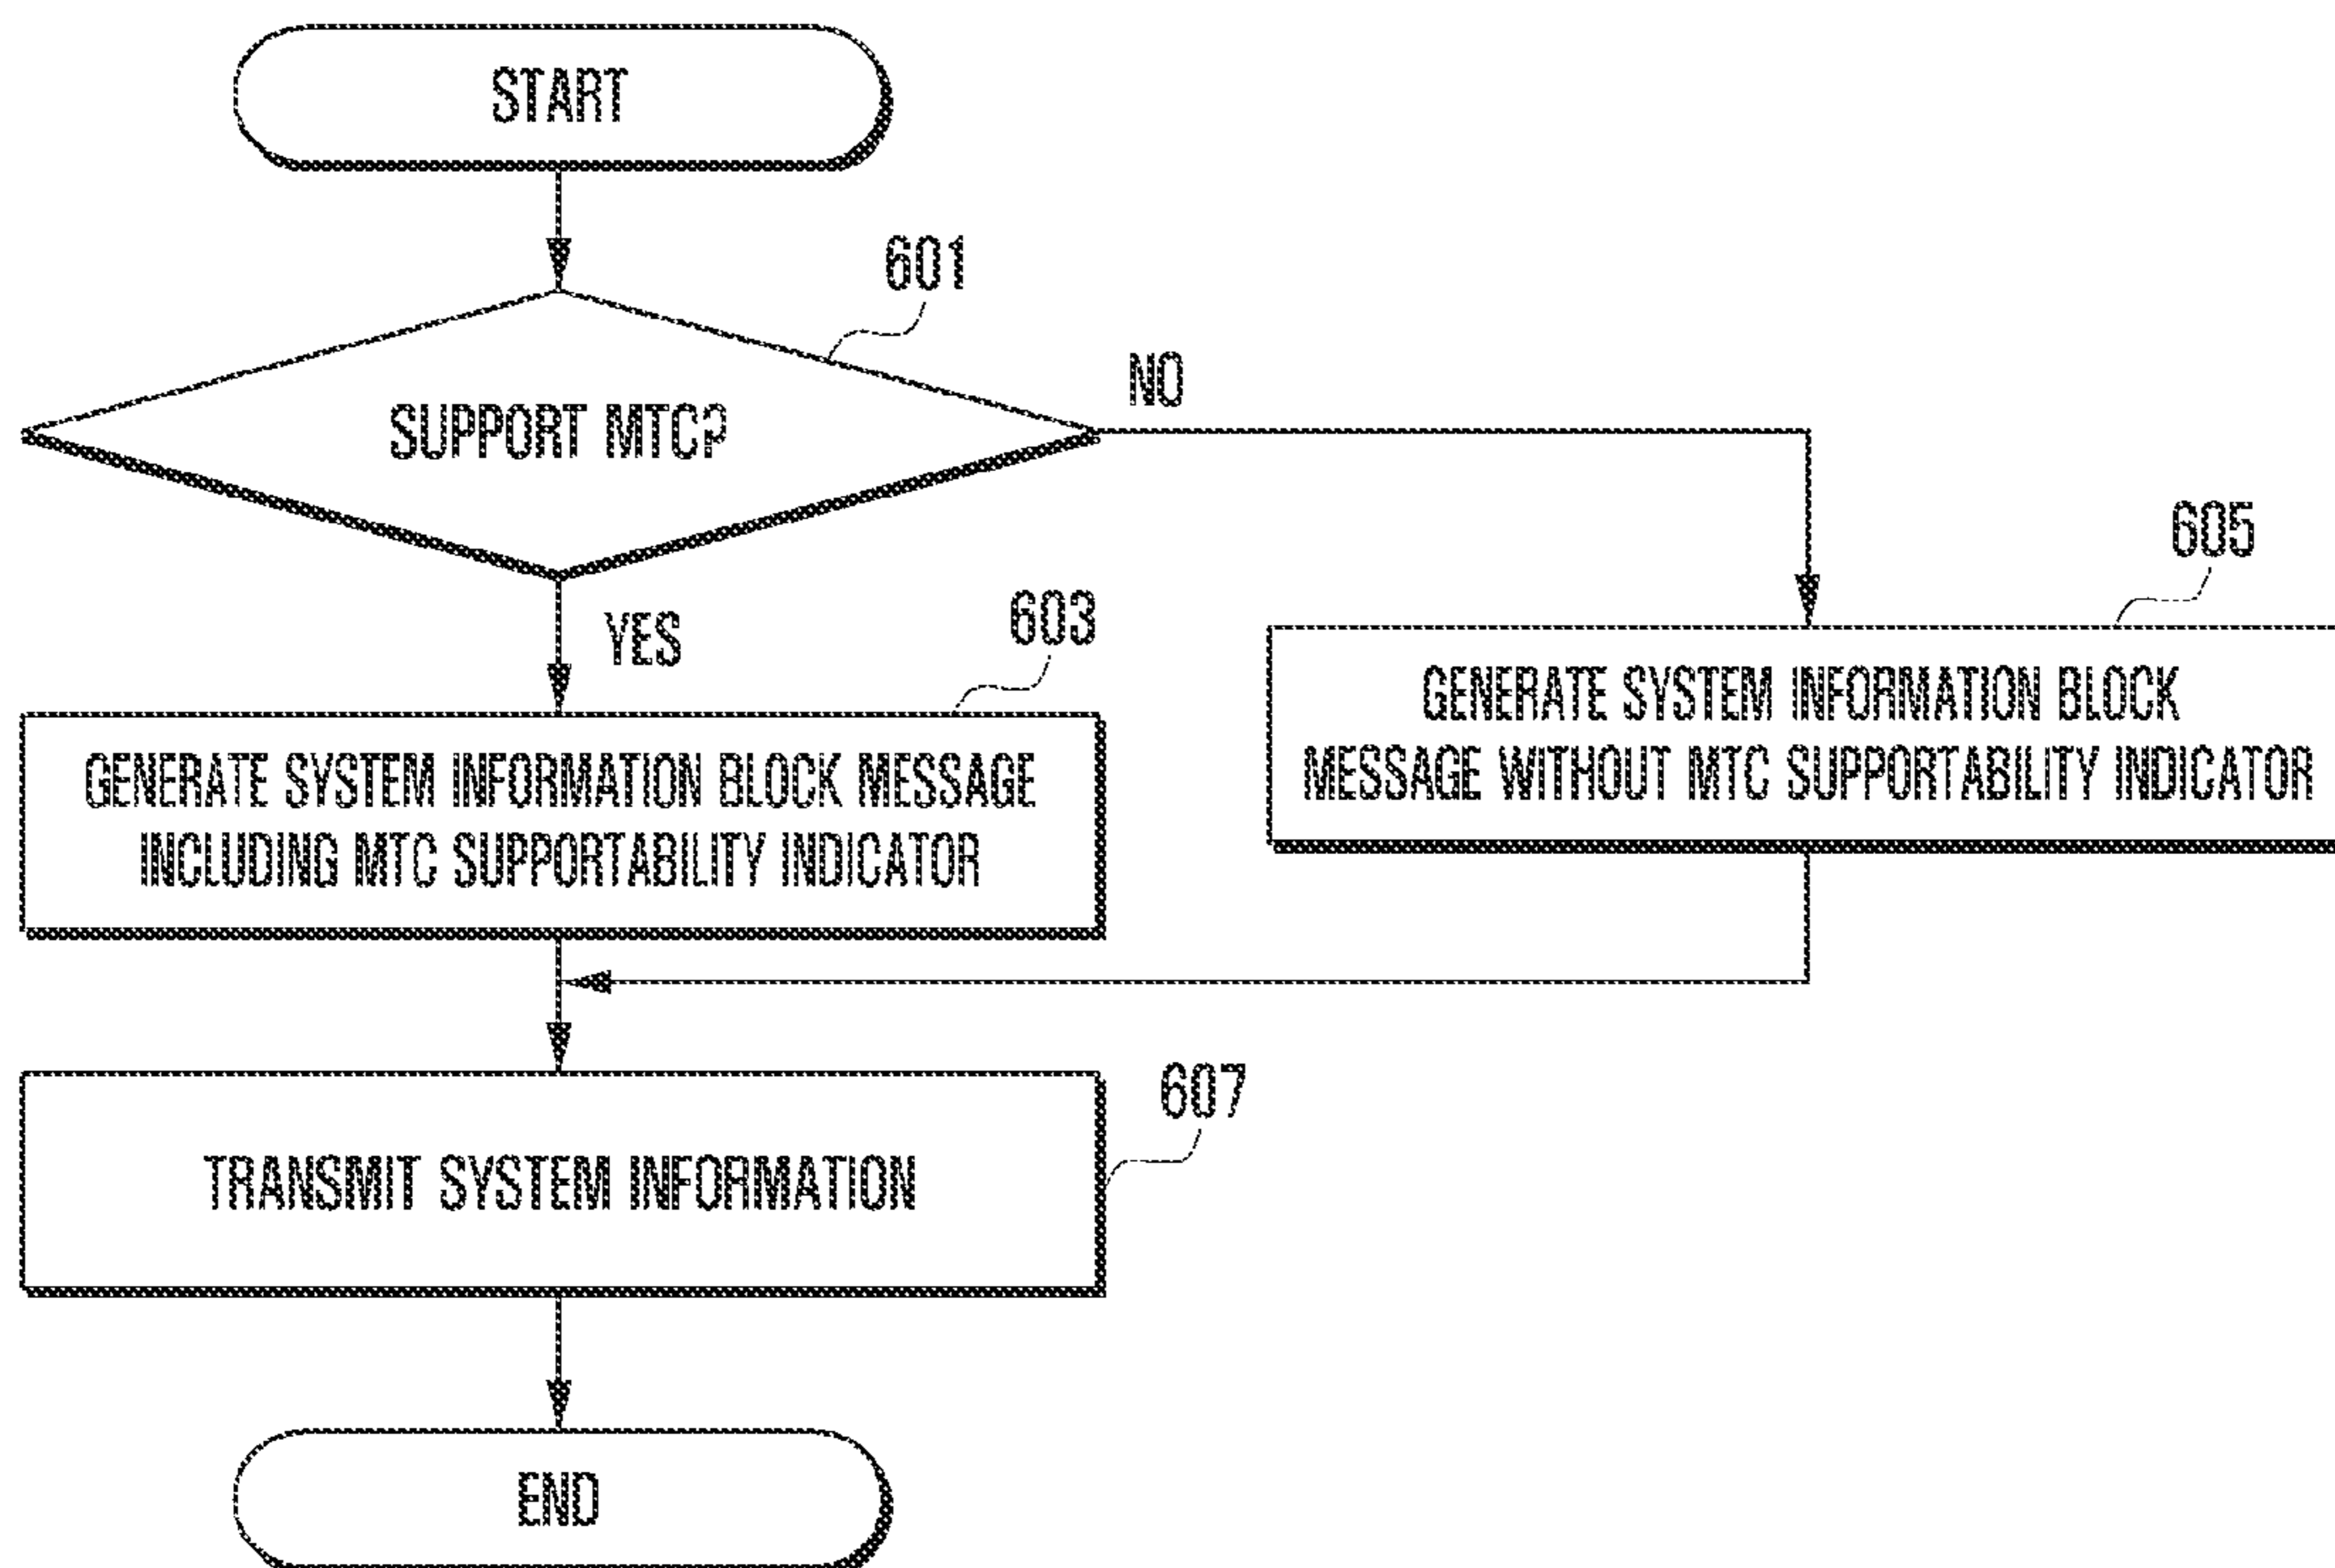 START
601
SUPPORT MTC?
NO
YES
603
605
GENERATE SYSTEM INFORMATION BLOCK MESSAGE
INCLUDING MTC SUPPORTABILITY INDICATOR
GENERATE SYSTEM INFORMATION BLOCK
MESSAGE WITHOUT MTC SUPPORTABILITY INDICATOR
607
TRANSMIT SYSTEM INFORMATION
END